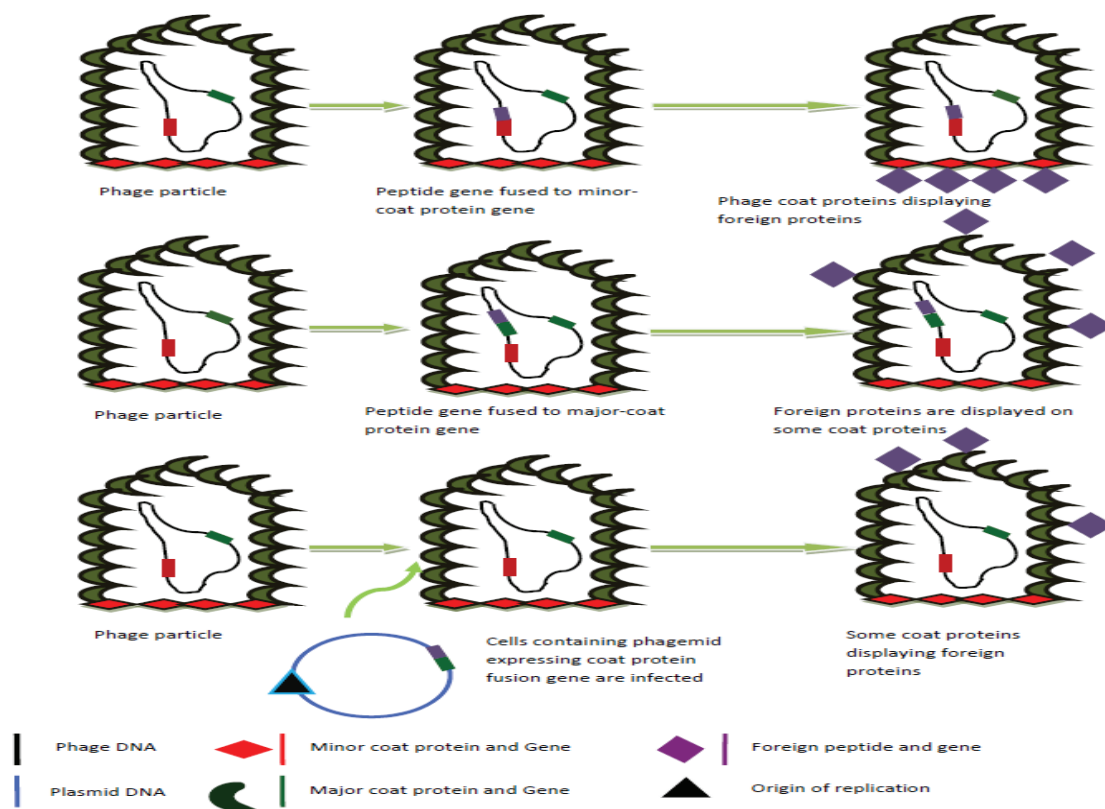 Phage particle
Peptide gene fused to minor-
coat protein gene
Phage coat proteins displaying
foreign proteins
Phage particle
Peptide gene fused to major-coat
protein gene
Foreign proteins are displayed on
some coat proteins
Phage particle
Cells containing phagemid
expressing coat protein
fusion gene are infected
Some coat proteins
displaying foreign
proteins
Phage DNA
Minor coat protein and Gene
Foreign peptide and gene
Plasmid DNA
Major coat protein and Gene
Origin of replication